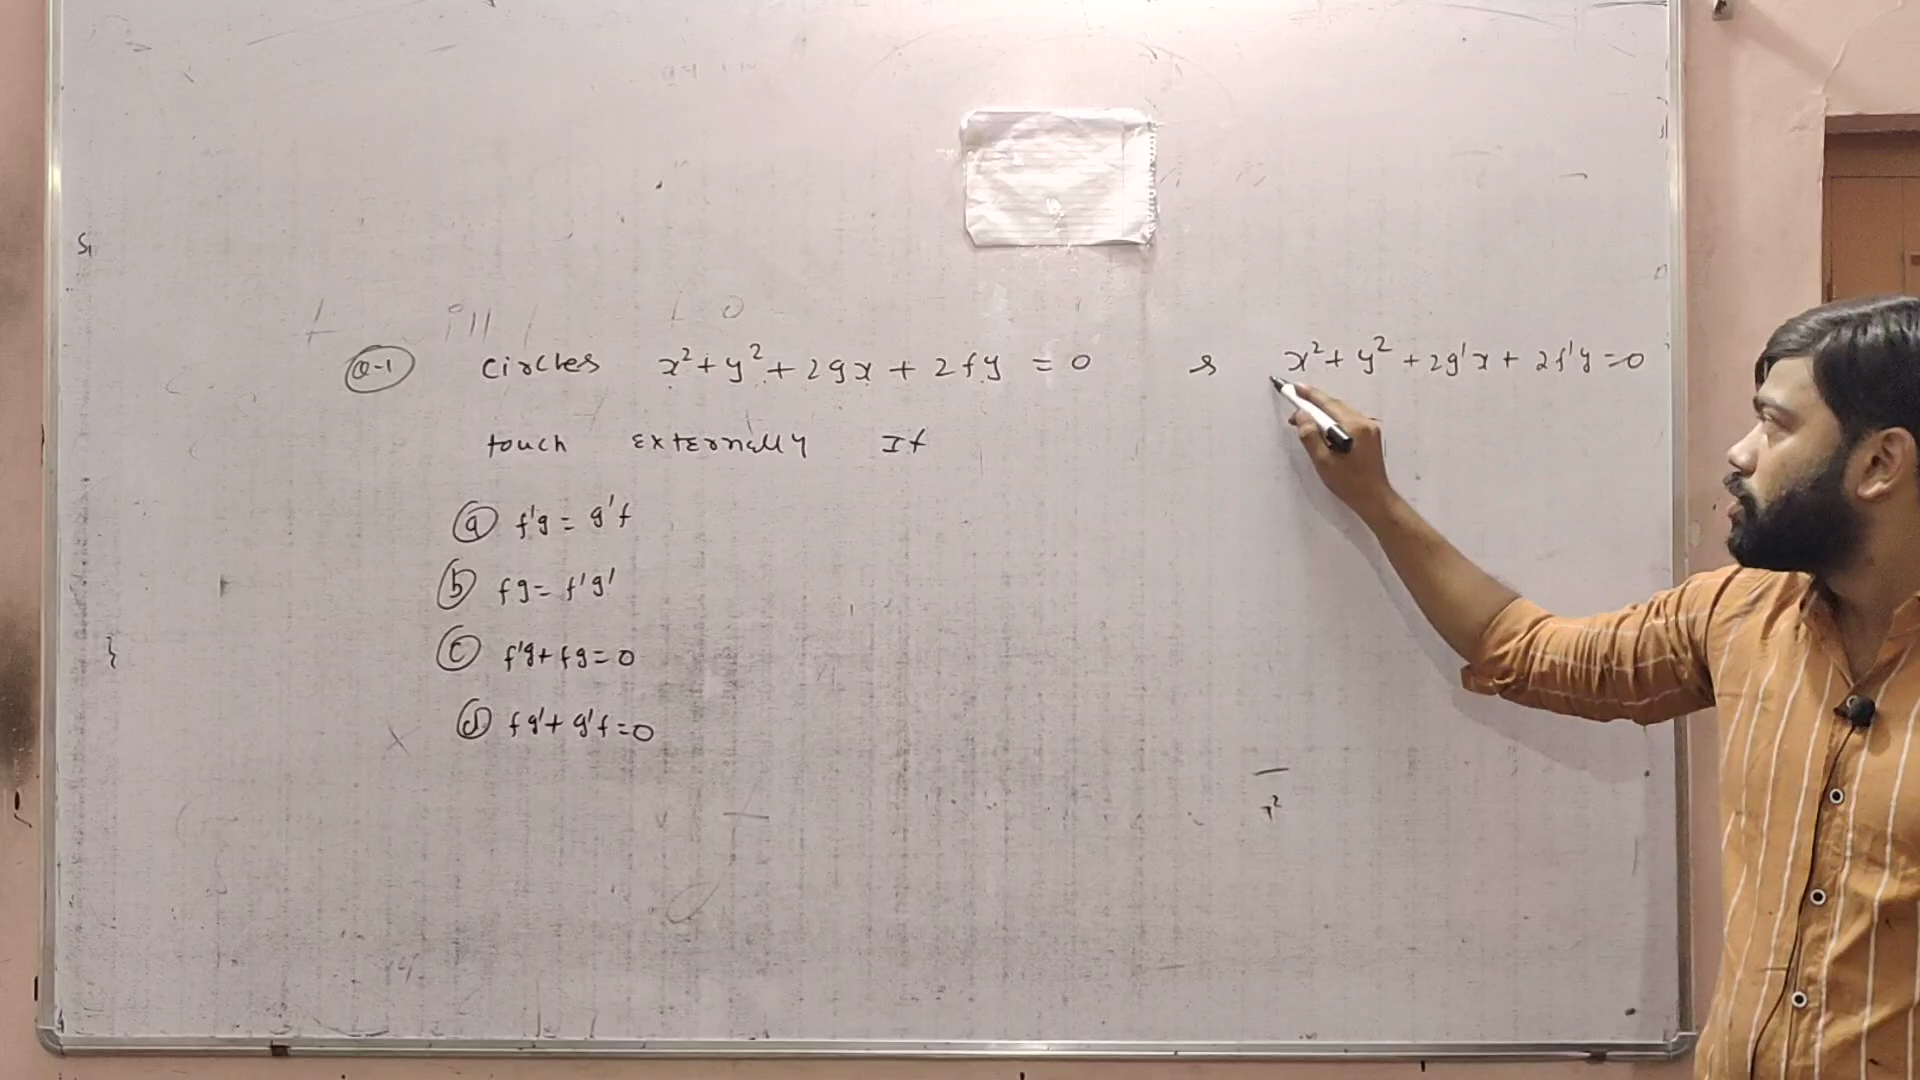 S₁
Q-1 Circles x²+y²+2gx+2fy=0 & x²+y²+2g'x+2f'y=0
touch externally If
(a) f'g = g'f
(b) fg = f'g'
(c) f'g+fg=0
(d) fg'+g'f=0